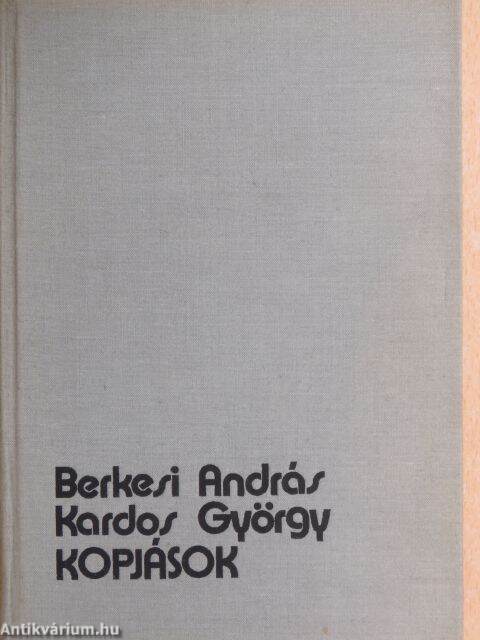 Berkesi András
Kardos György
KOPJÁSOK
Antikvárium.hu